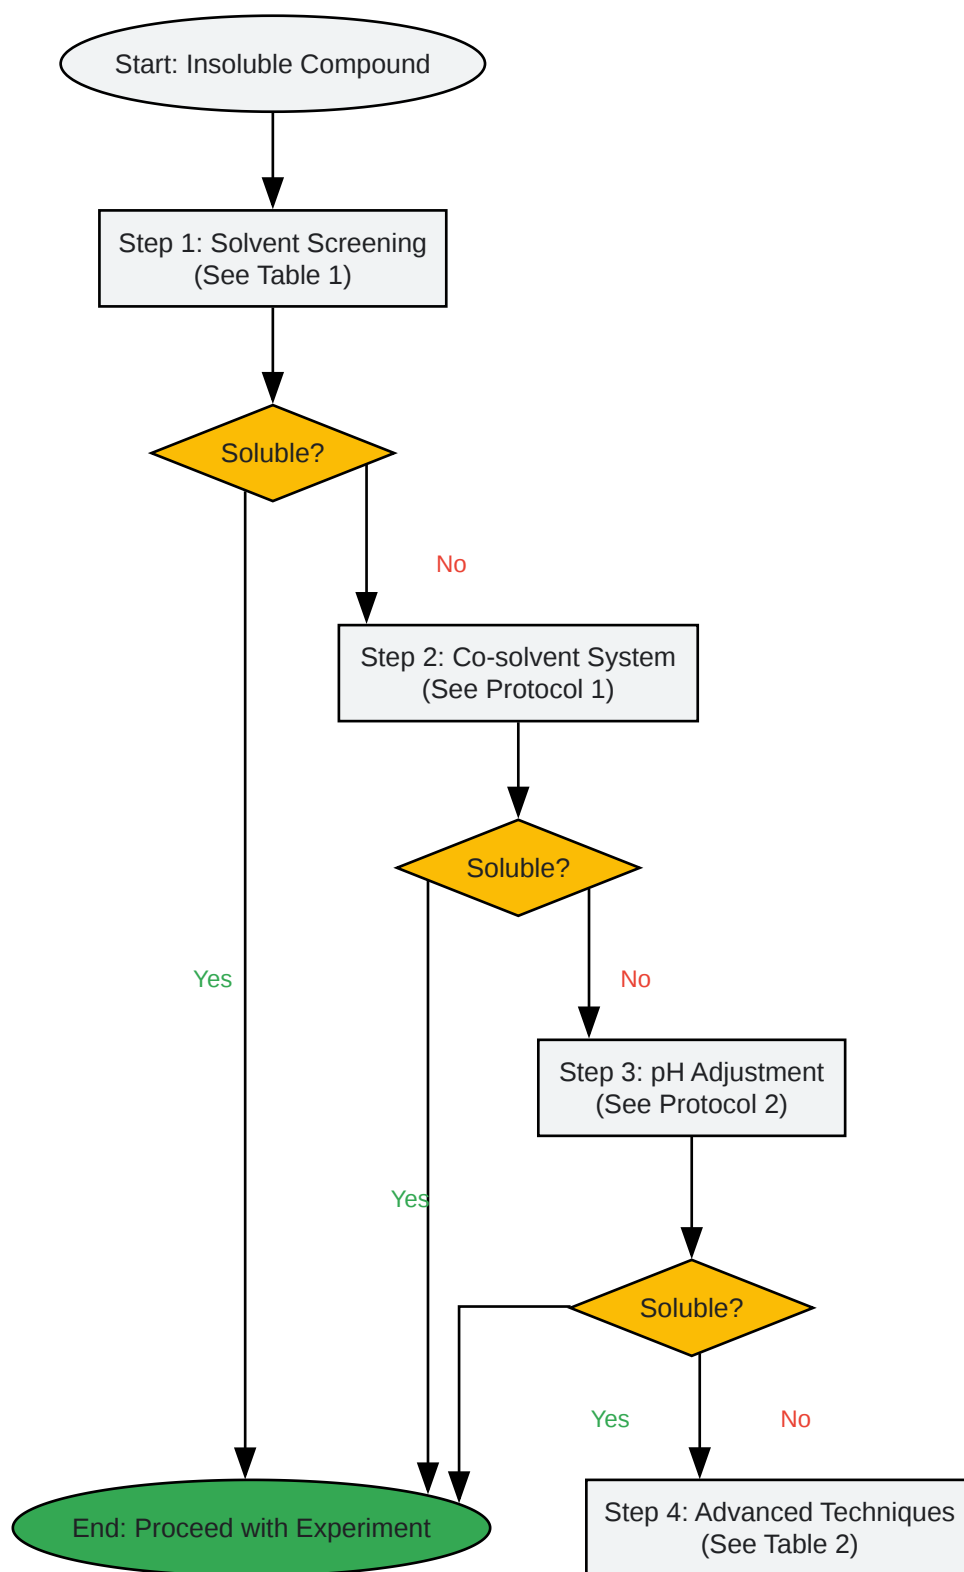 Start: Insoluble Compound
Step 1: Solvent Screening
(See Table 1)
Soluble?
No
Step 2: Co-solvent System
(See Protocol 1)
Soluble?
Yes
No
Step 3: pH Adjustment
(See Protocol 2)
Yes
Soluble?
Yes
No
End: Proceed with Experiment
Step 4: Advanced Techniques
(See Table 2)